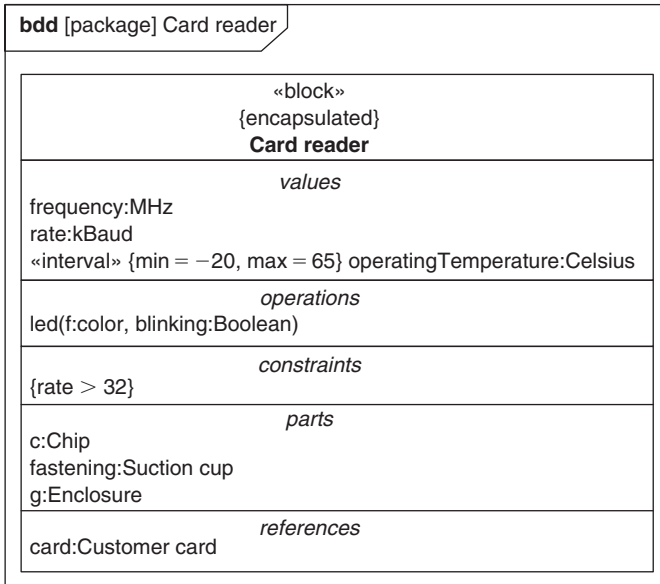 bdd [package] Card reader
«block»
{encapsulated}
Card reader
values
frequency:MHz
rate:kBaud
«interval» {min = −20, max = 65} operatingTemperature:Celsius
operations
led(f:color, blinking:Boolean)
constraints
{rate > 32}
parts
c:Chip
fastening:Suction cup
g:Enclosure
references
card:Customer card